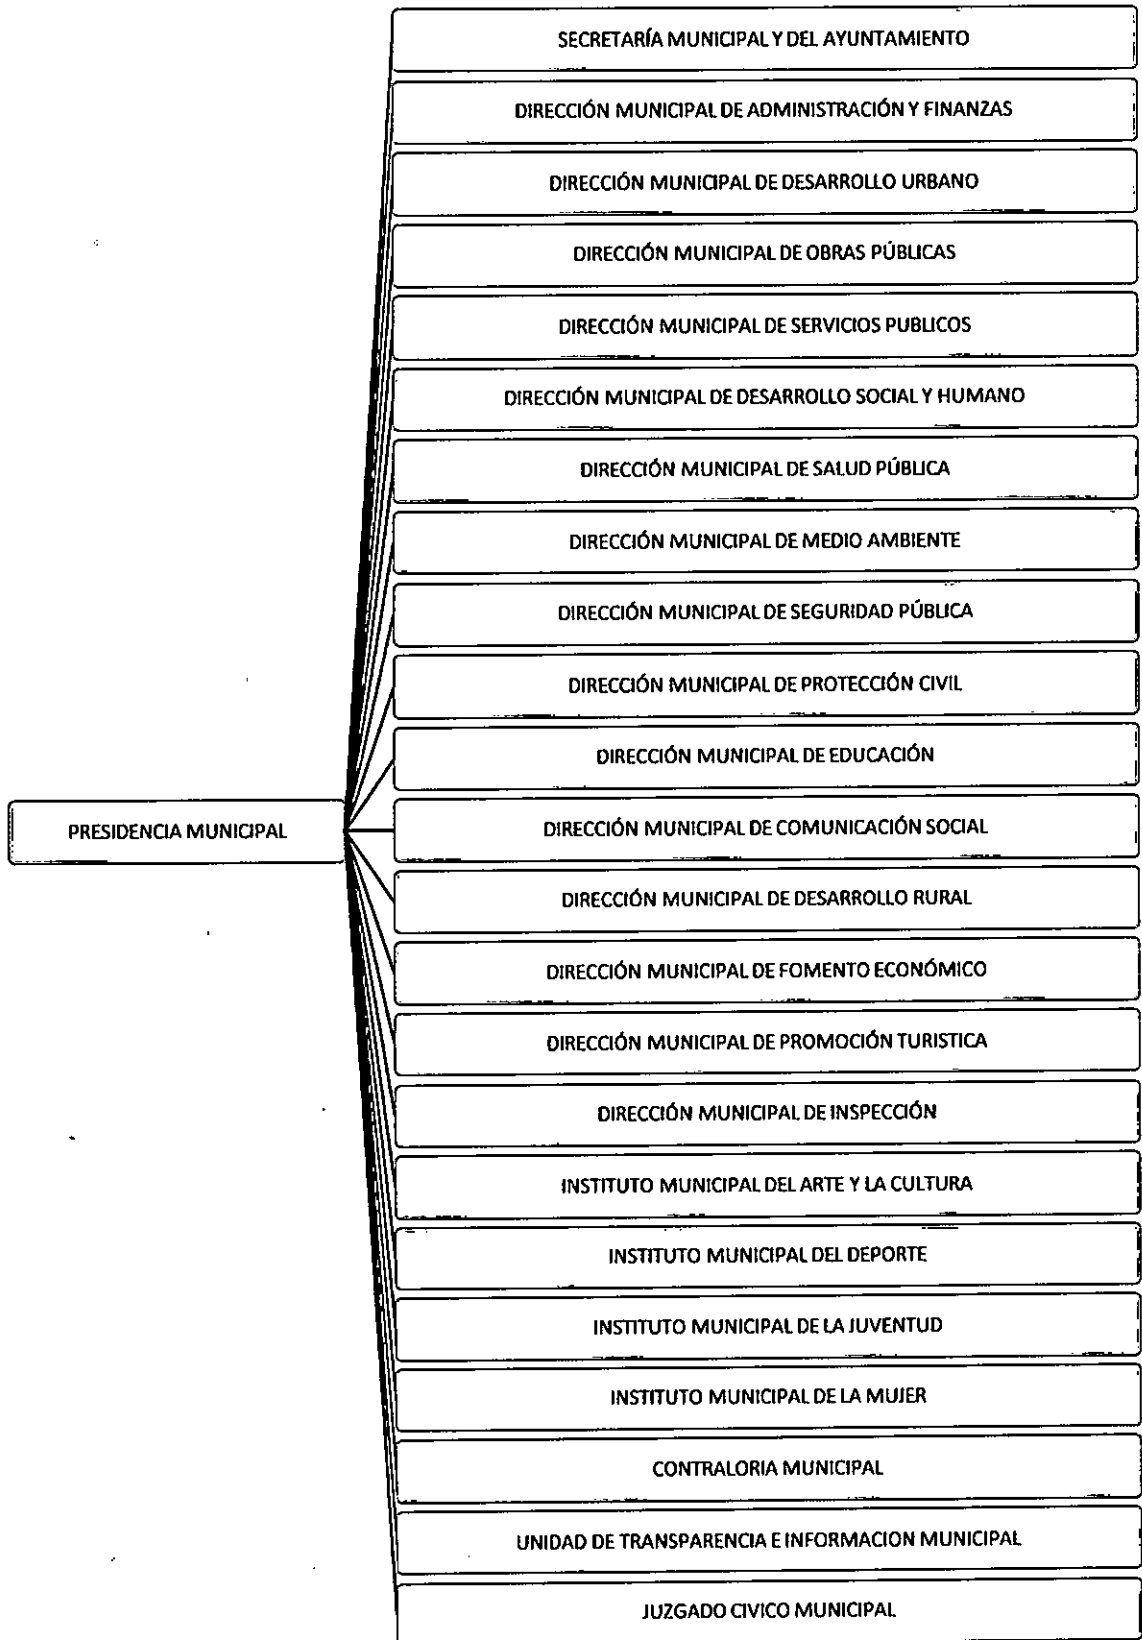 SECRETARÍA MUNICIPAL Y DEL AYUNTAMIENTO
DIRECCIÓN MUNICIPAL DE ADMINISTRACIÓN Y FINANZAS
DIRECCIÓN MUNICIPAL DE DESARROLLO URBANO
DIRECCIÓN MUNICIPAL DE OBRAS PÚBLICAS
DIRECCIÓN MUNICIPAL DE SERVICIOS PUBLICOS
DIRECCIÓN MUNICIPAL DE DESARROLLO SOCIAL Y HUMANO
DIRECCIÓN MUNICIPAL DE SALUD PÚBLICA
DIRECCIÓN MUNICIPAL DE MEDIO AMBIENTE
DIRECCIÓN MUNICIPAL DE SEGURIDAD PÚBLICA
DIRECCIÓN MUNICIPAL DE PROTECCIÓN CIVIL
DIRECCIÓN MUNICIPAL DE EDUCACIÓN
PRESIDENCIA MUNICIPAL
DIRECCIÓN MUNICIPAL DE COMUNICACIÓN SOCIAL
DIRECCIÓN MUNICIPAL DE DESARROLLO RURAL
DIRECCIÓN MUNICIPAL DE FOMENTO ECONÓMICO
DIRECCIÓN MUNICIPAL DE PROMOCIÓN TURISTICA
DIRECCIÓN MUNICIPAL DE INSPECCIÓN
INSTITUTO MUNICIPAL DEL ARTE Y LA CULTURA
INSTITUTO MUNICIPAL DEL DEPORTE
INSTITUTO MUNICIPAL DE LA JUVENTUD
INSTITUTO MUNICIPAL DE LA MUJER
CONTRALORIA MUNICIPAL
UNIDAD DE TRANSPARENCIA E INFORMACION MUNICIPAL
JUZGADO CIVICO MUNICIPAL